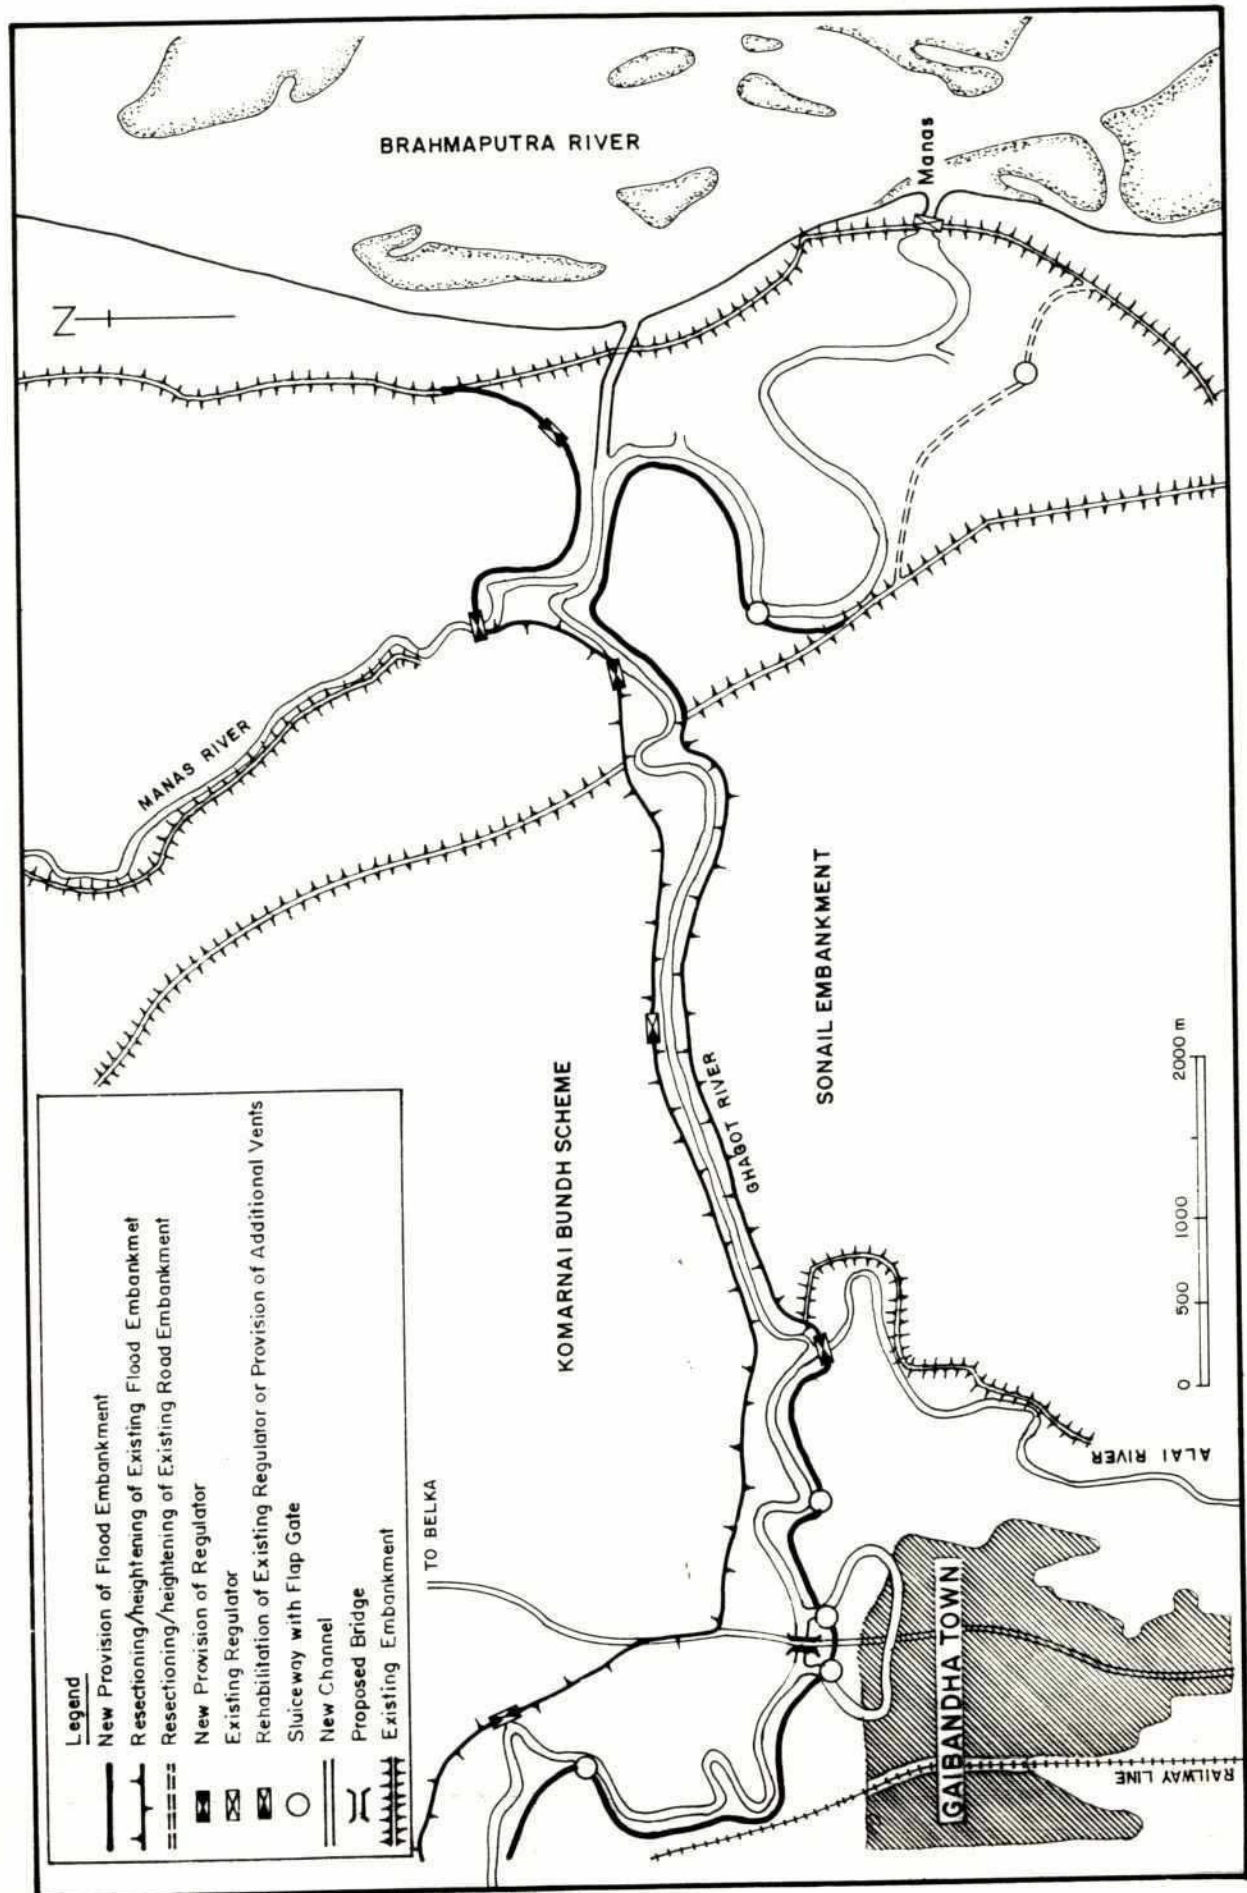 BRAHMAPUTRA RIVER
Manas
N
MANAS RIVER
KOMARNAI BUNDH SCHEME
GHAGOT RIVER
SONAIL EMBANKMENT
TO BELKA
ALAI RIVER
GAIBANDHA TOWN
RAILWAY LINE
0 500 1000 2000 m
Legend
New Provision of Flood Embankment
Resectioning/heightening of Existing Flood Embankmet
Resectioning/heightening of Existing Road Embankment
New Provision of Regulator
Existing Regulator
Rehabilitation of Existing Regulator or Provision of Additional Vents
Sluiceway with Flap Gate
New Channel
Proposed Bridge
Existing Embankment